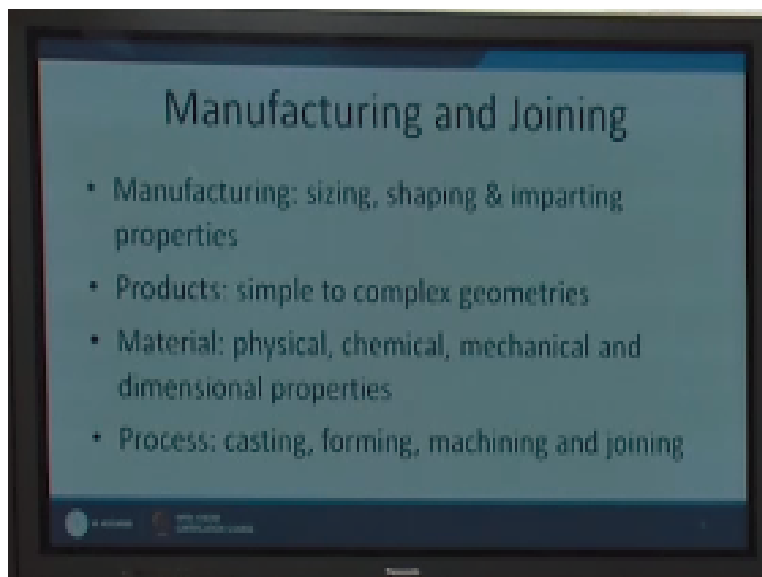 Manufacturing and Joining
• Manufacturing: sizing, shaping & imparting
properties
• Products: simple to complex geometries
• Material: physical, chemical, mechanical and
dimensional properties
• Process: casting, forming, machining and joining